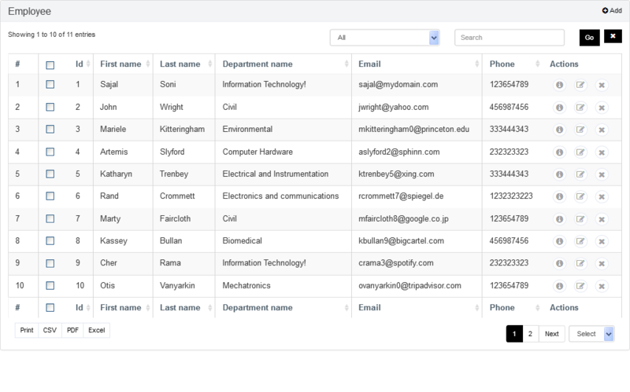 Employee Add
Showing 1 to 10 of 11 entries All Search Go
# Id First name Last name Department name Email Phone Actions
1 1 Sajal Soni Information Technology! sajal@mydomain.com 123654789
2 2 John Wright Civil jwright@yahoo.com 456987456
3 3 Mariele Kitteringham Environmental mkitteringham0@princeton.edu 333444343
4 4 Artemis Slyford Computer Hardware aslyford2@sphinn.com 232323323
5 5 Katharyn Trenbey Electrical and Instrumentation ktrenbey5@xing.com 333444343
6 6 Rand Crommett Electronics and communications rcrommett7@spiegel.de 1232323223
7 7 Marty Faircloth Civil mfaircloth8@google.co.jp 123654789
8 8 Kassey Bullan Biomedical kbullan9@bigcartel.com 456987456
9 9 Cher Rama Information Technology! crama3@spotify.com 232323323
10 10 Otis Vanyarkin Mechatronics ovanyarkin0@tripadvisor.com 123654789
# Id First name Last name Department name Email Phone Actions
Print CSV PDF Excel 1 2 Next Select